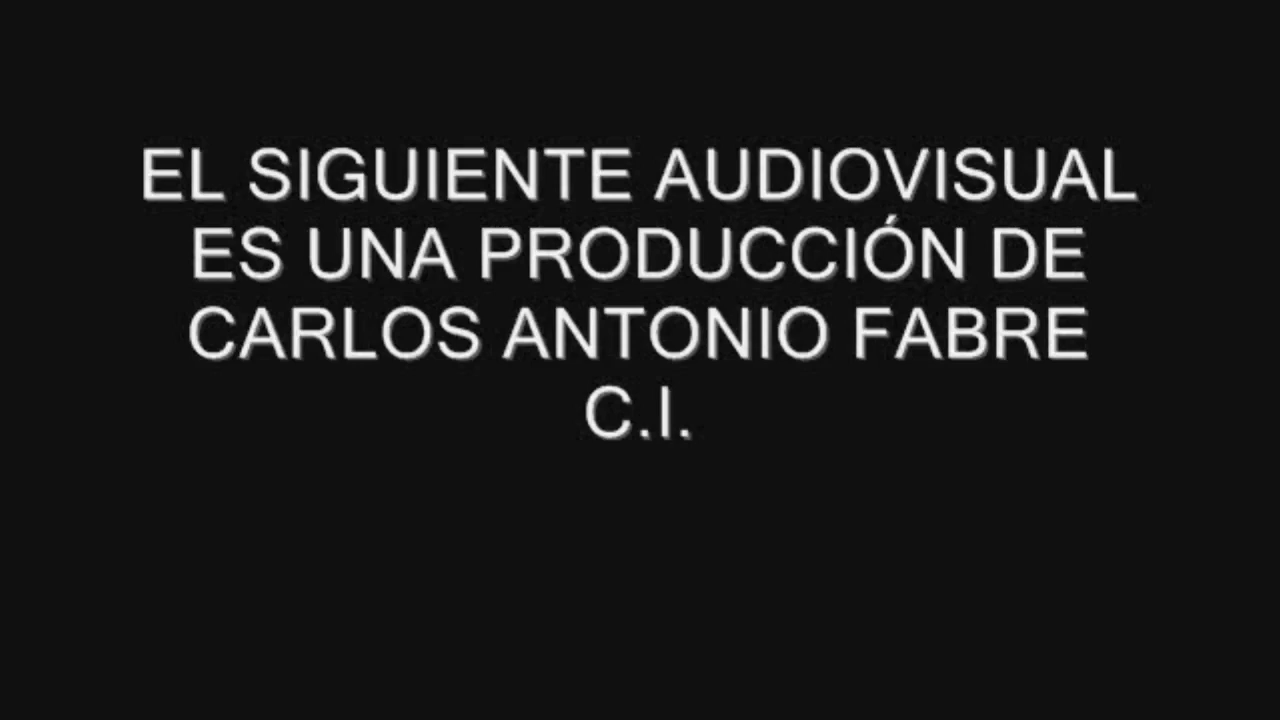 EL SIGUIENTE AUDIOVISUAL
ES UNA PRODUCCIÓN DE
CARLOS ANTONIO FABRE
C.I.